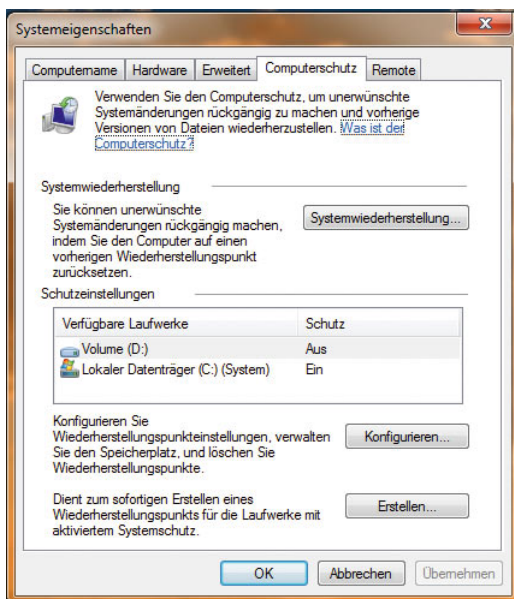 Systemeigenschaften
Computername Hardware Erweitert Computerschutz Remote
Verwenden Sie den Computerschutz, um unerwünschte
Systemänderungen rückgängig zu machen und vorherige
Versionen von Dateien wiederherzustellen. Was ist der
Computerschutz?
Systemwiederherstellung
Sie können unerwünschte
Systemänderungen rückgängig machen,
indem Sie den Computer auf einen
vorherigen Wiederherstellungspunkt
zurücksetzen.
Systemwiederherstellung...
Schutzeinstellungen
Verfügbare Laufwerke Schutz
Volume (D:) Aus
Lokaler Datenträger (C:) (System) Ein
Konfigurieren Sie
Wiederherstellungspunkteinstellungen, verwalten
Sie den Speicherplatz, und löschen Sie
Wiederherstellungspunkte.
Konfigurieren...
Dient zum sofortigen Erstellen eines
Wiederherstellungspunkts für die Laufwerke mit
aktiviertem Systemschutz.
Erstellen...
OK Abbrechen Übernehmen